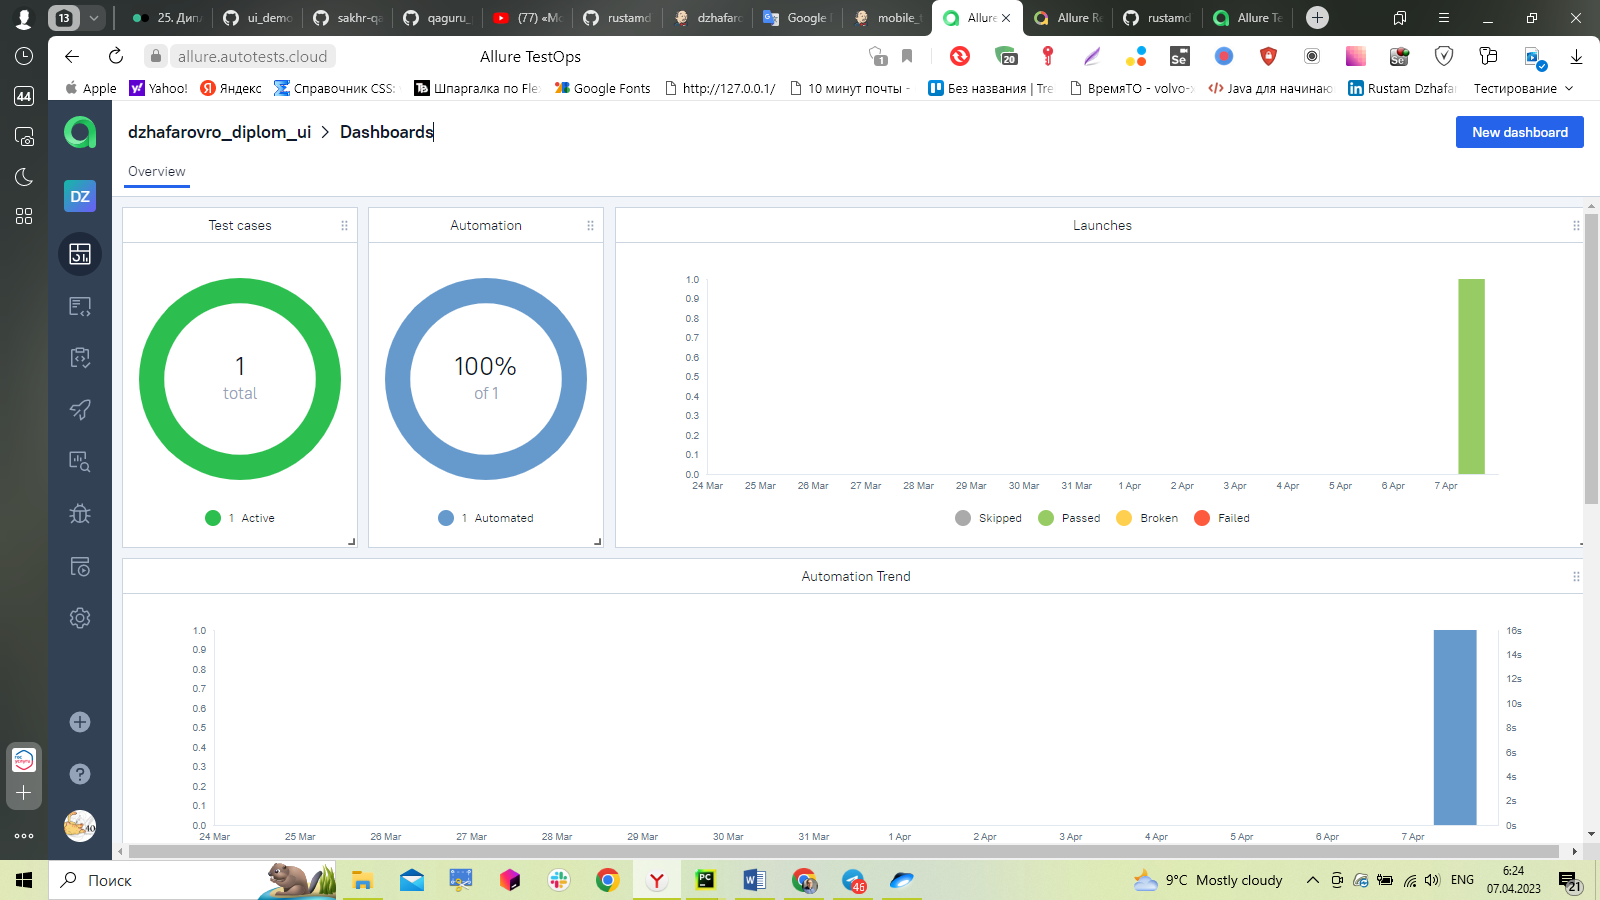 13
25. Дипл
ui_demo
sakhr-qa
qaguru_
(77) «Мо
rustamd
dzhafaro
Google
mobile_t
Allure
Allure Re
rustamd
Allure Te
allure.autotests.cloud
Allure TestOps
1
20
Se
Se
44
Apple
Yahoo!
Яндекс
Справочник CSS:
Шпаргалка по Fle
Google Fonts
http://127.0.0.1/
10 минут почты -
Без названия | Tre
ВремяТО - volvo-
Java для начинаю
Rustam Dzhafar
Тестирование
dzhafarovro_diplom_ui > Dashboards
New dashboard
Overview
DZ
Test cases
1
total
1 Active
Automation
100%
of 1
1 Automated
Launches
1.0
0.9
0.8
0.7
0.6
0.5
0.4
0.3
0.2
0.1
0.0
24 Mar 25 Mar 26 Mar 27 Mar 28 Mar 29 Mar 30 Mar 31 Mar 1 Apr 2 Apr 3 Apr 4 Apr 5 Apr 6 Apr 7 Apr
Skipped Passed Broken Failed
Automation Trend
1.0
0.9
0.8
0.7
0.6
0.5
0.4
0.3
0.2
0.1
0.0
16s
14s
12s
10s
8s
6s
4s
2s
0s
24 Mar 25 Mar 26 Mar 27 Mar 28 Mar 29 Mar 30 Mar 31 Mar 1 Apr 2 Apr 3 Apr 4 Apr 5 Apr 6 Apr 7 Apr
Поиск
PC
W
46
9°C Mostly cloudy
ENG
6:24
07.04.2023
21